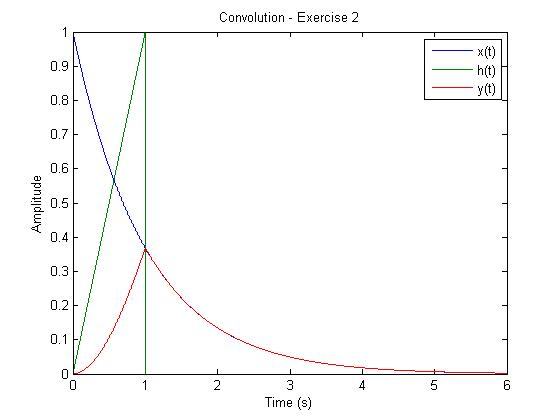 Convolution - Exercise 2
x(t)
h(t)
y(t)
1
0.9
0.8
0.7
0.6
0.5
0.4
0.3
0.2
0.1
0
Amplitude
0 1 2 3 4 5 6
Time (s)